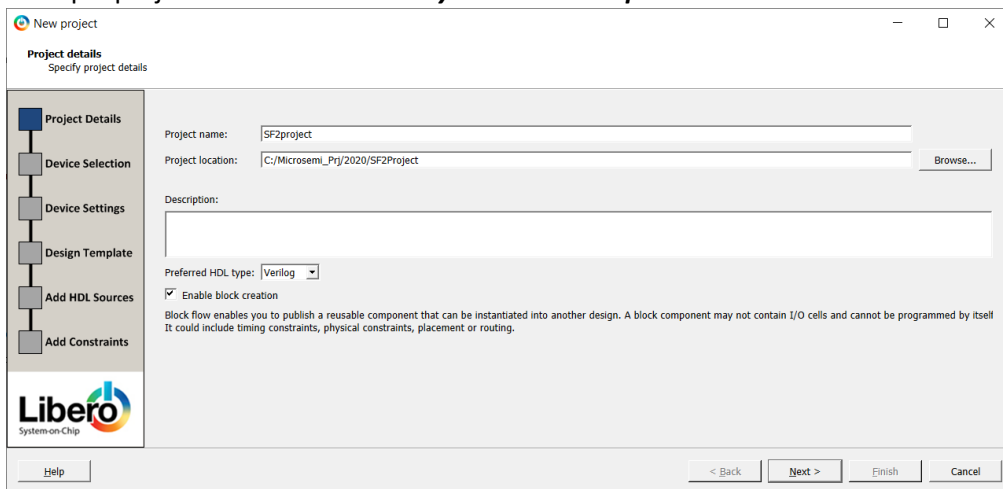 New project
Project details
Specify project details
Project Details
Device Selection
Device Settings
Design Template
Add HDL Sources
Add Constraints
Libero
System-on-Chip
Project name: SF2project
Project location: C:/Microsemi_Prj/2020/SF2Project Browse...
Description:
Preferred HDL type: Verilog
Enable block creation
Block flow enables you to publish a reusable component that can be instantiated into another design. A block component may not contain I/O cells and cannot be programmed by itself
It could include timing constraints, physical constraints, placement or routing.
Help < Back Next > Finish Cancel